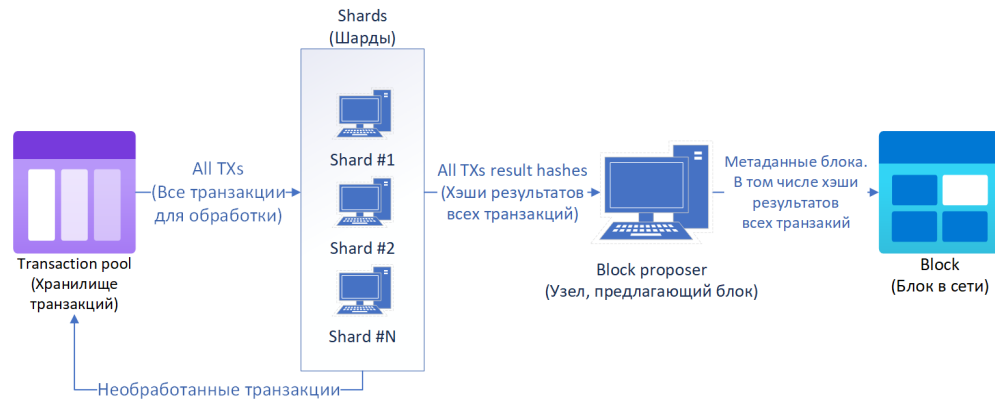 Shards
(Шарды)
Shard #1
Shard #2
Shard #N
All TXs
(Все транзакции
для обработки)
Transaction pool
(Хранилище
транзакций)
All TXs result hashes
(Хэши результатов
всех транзакций)
Block proposer
(Узел, предлагающий блок)
Метаданные блока.
В том числе хэши
результатов
всех транзакий
Block
(Блок в сети)
Необработанные транзакции